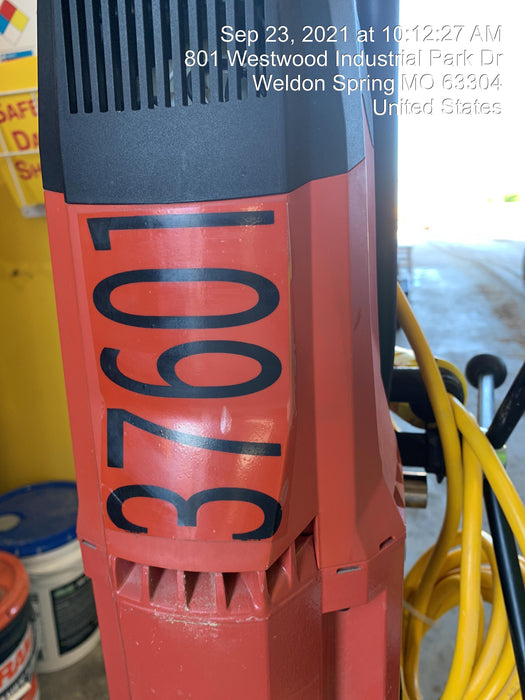 Sep 23, 2021 at 10:12:27 AM
801 Westwood Industrial Park Dr
Weldon Spring MO 63304
United States
37601